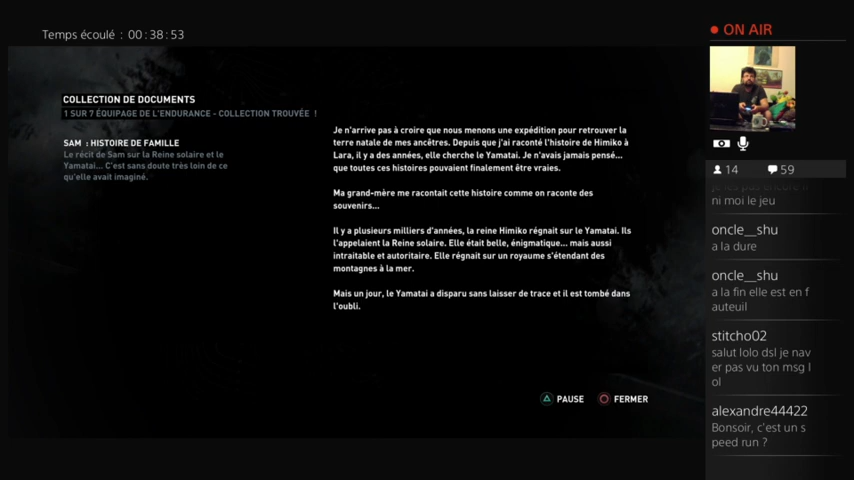 Temps écoulé : 00:38:53
COLLECTION DE DOCUMENTS
1 SUR 7 ÉQUIPAGE DE L'ENDURANCE - COLLECTION TROUVÉE !
SAM : HISTOIRE DE FAMILLE
Le récit de Sam sur la Reine solaire et le
Yamatai... C'est sans doute très loin de ce
qu'elle avait imaginé.
Je n'arrive pas à croire que nous menons une expédition pour retrouver la
terre natale de mes ancêtres. Depuis que j'ai raconté l'histoire de Himiko à
Lara, il y a des années, elle cherche le Yamatai. Je n'avais jamais pensé...
que toutes ces histoires pouvaient finalement être vraies.
Ma grand-mère me racontait cette histoire comme on raconte des
souvenirs...
Il y a plusieurs milliers d'années, la reine Himiko régnait sur le Yamatai. Ils
l'appelaient la Reine solaire. Elle était belle, énigmatique... mais aussi
intraitable et autoritaire. Elle régnait sur un royaume s'étendant des
montagnes à la mer.
Mais un jour, le Yamatai a disparu sans laisser de trace et il est tombé dans
l'oubli.
PAUSE
FERMER
ON AIR
14
59
ni moi le jeu
oncle__shu
a la dure
oncle__shu
a la fin elle est en f
auteuil
stitcho02
salut lolo dsl je nav
er pas vu ton msg l
ol
alexandre44422
Bonsoir, c'est un s
peed run ?